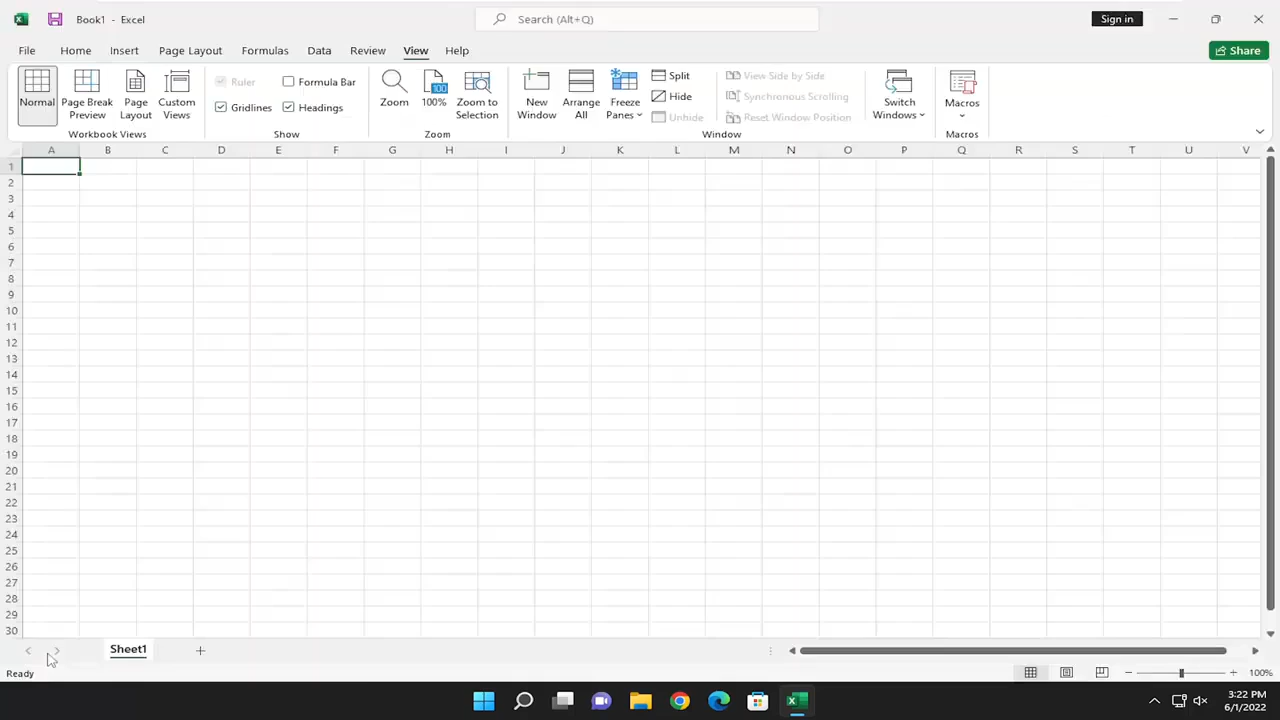 Book1 - Excel
Search (Alt+Q)
Sign in
File Home Insert Page Layout Formulas Data Review View Help
Share
Normal
Page Break Preview
Page Layout
Custom Views
Workbook Views
Ruler
Formula Bar
Gridlines
Headings
Show
Zoom
100
100%
Zoom to Selection
Zoom
New Window
Arrange All
Freeze Panes
Split
Hide
Unhide
View Side by Side
Synchronous Scrolling
Reset Window Position
Window
Switch Windows
Macros
Macros
A B C D E F G H I J K L M N O P Q R S T U V
1
2
3
4
5
6
7
8
9
10
11
12
13
14
15
16
17
18
19
20
21
22
23
24
25
26
27
28
29
30
Sheet1
Ready
100%
3:22 PM
6/1/2022